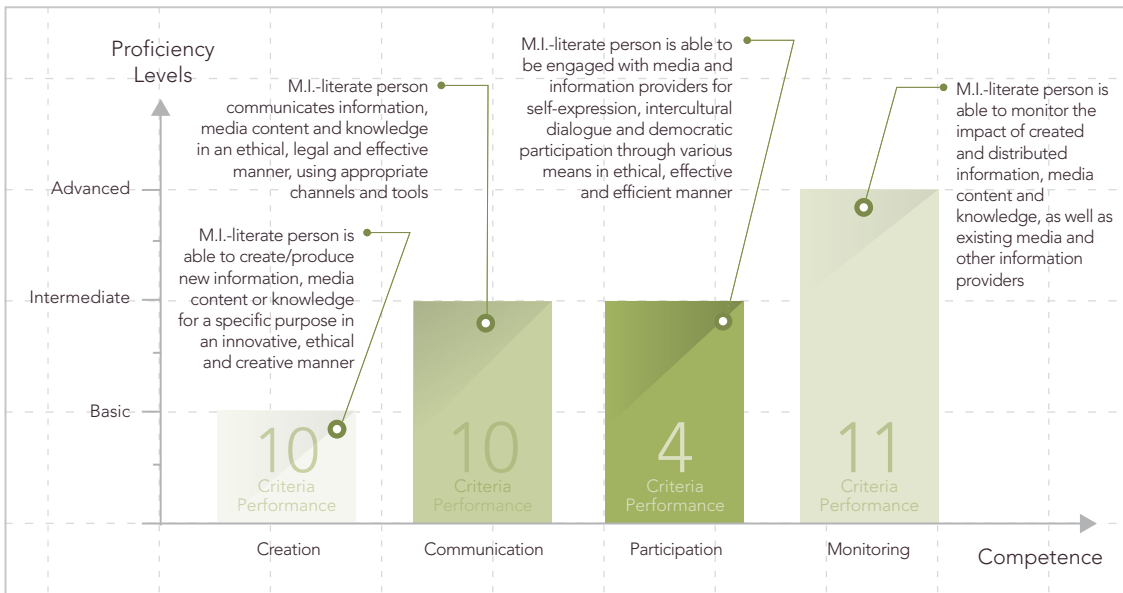 Proficiency
Levels
M.I.-literate person
communicates information,
media content and knowledge
in an ethical, legal and effective
manner, using appropriate
channels and tools
M.I.-literate person is able to
be engaged with media and
information providers for
self-expression, intercultural
dialogue and democratic
participation through various
means in ethical, effective
and efficient manner
M.I.-literate person is
able to monitor the
impact of created
and distributed
information, media
content and
knowledge, as well as
existing media and
other information
providers
M.I.-literate person is
able to create/produce
new information, media
content or knowledge
for a specific purpose in
an innovative, ethical
and creative manner
Advanced
Intermediate
Basic
10
Criteria
Performance
10
Criteria
Performance
4
Criteria
Performance
11
Criteria
Performance
Creation
Communication
Participation
Monitoring
Competence